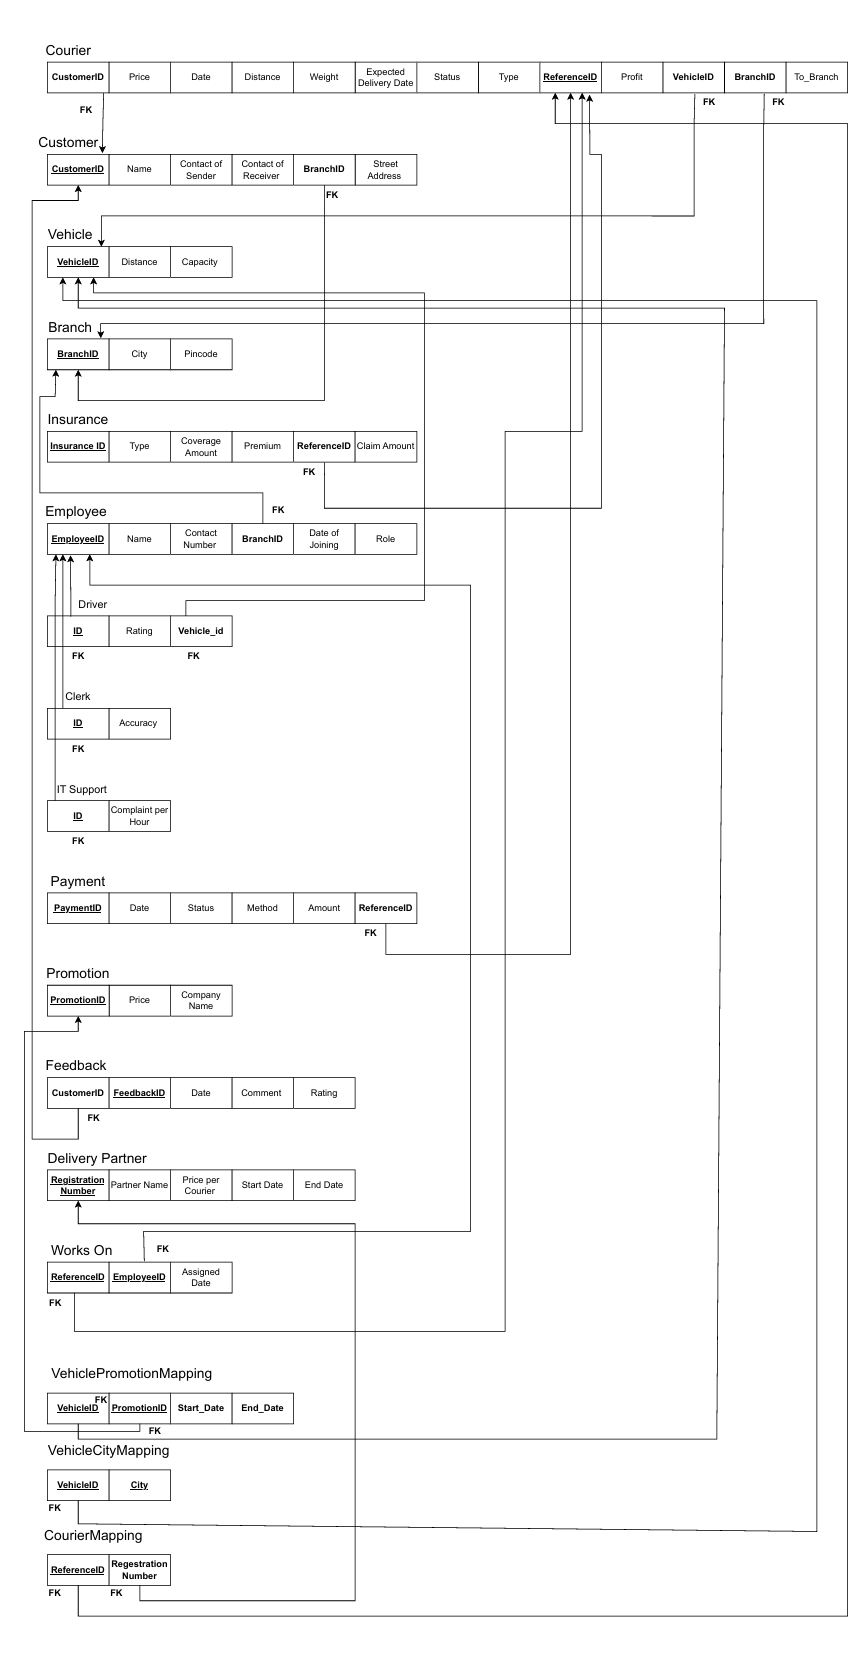 Courier
CustomerID Price Date Distance Weight Expected Delivery Date Status Type ReferenceID Profit VehicleID BranchID To_Branch
FK FK FK
Customer
CustomerID Name Contact of Sender Contact of Receiver BranchID Street Address
FK
Vehicle
VehicleID Distance Capacity
Branch
BranchID City Pincode
Insurance
Insurance ID Type Coverage Amount Premium ReferenceID Claim Amount
FK
FK
Employee
EmployeeID Name Contact Number BranchID Date of Joining Role
Driver
ID Rating Vehicle_id
FK FK
Clerk
ID Accuracy
FK
IT Support
ID Complaint per Hour
FK
Payment
PaymentID Date Status Method Amount ReferenceID
FK
Promotion
PromotionID Price Company Name
Feedback
CustomerID FeedbackID Date Comment Rating
FK
Delivery Partner
Registration Number Partner Name Price per Courier Start Date End Date
FK
Works On
ReferenceID EmployeeID Assigned Date
FK
VehiclePromotionMapping
FK
VehicleID PromotionID Start_Date End_Date
FK
VehicleCityMapping
VehicleID City
FK
CourierMapping
ReferenceID Regestration Number
FK FK